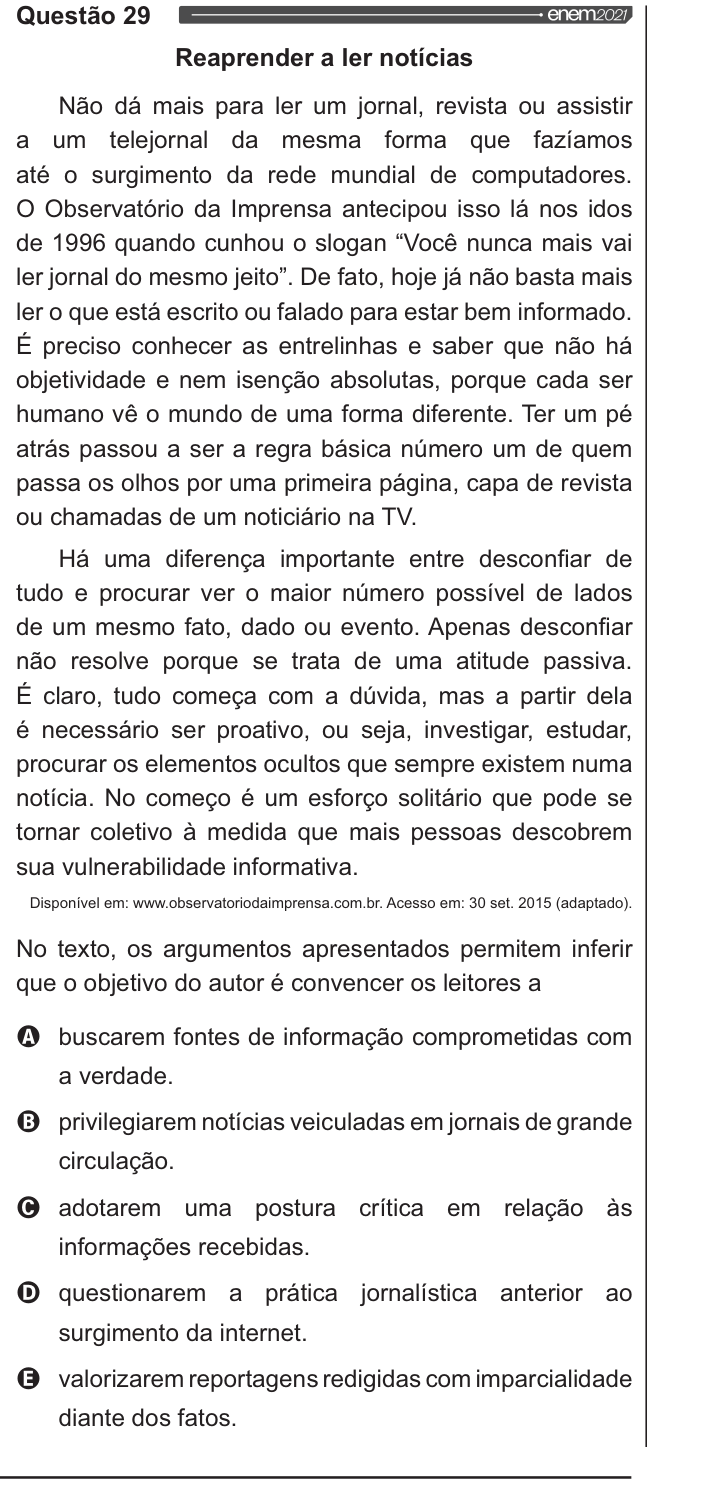 Questão 29
enem2021
Reaprender a ler notícias
Não dá mais para ler um jornal, revista ou assistir
a um telejornal da mesma forma que fazíamos
até o surgimento da rede mundial de computadores.
O Observatório da Imprensa antecipou isso lá nos idos
de 1996 quando cunhou o slogan “Você nunca mais vai
ler jornal do mesmo jeito”. De fato, hoje já não basta mais
ler o que está escrito ou falado para estar bem informado.
É preciso conhecer as entrelinhas e saber que não há
objetividade e nem isenção absolutas, porque cada ser
humano vê o mundo de uma forma diferente. Ter um pé
atrás passou a ser a regra básica número um de quem
passa os olhos por uma primeira página, capa de revista
ou chamadas de um noticiário na TV.
Há uma diferença importante entre desconfiar de
tudo e procurar ver o maior número possível de lados
de um mesmo fato, dado ou evento. Apenas desconfiar
não resolve porque se trata de uma atitude passiva.
É claro, tudo começa com a dúvida, mas a partir dela
é necessário ser proativo, ou seja, investigar, estudar,
procurar os elementos ocultos que sempre existem numa
notícia. No começo é um esforço solitário que pode se
tornar coletivo à medida que mais pessoas descobrem
sua vulnerabilidade informativa.
Disponível em: www.observatoriodaimprensa.com.br. Acesso em: 30 set. 2015 (adaptado).
No texto, os argumentos apresentados permitem inferir
que o objetivo do autor é convencer os leitores a
A buscarem fontes de informação comprometidas com
a verdade.
B privilegiarem notícias veiculadas em jornais de grande
circulação.
C adotarem uma postura crítica em relação às
informações recebidas.
D questionarem a prática jornalística anterior ao
surgimento da internet.
E valorizarem reportagens redigidas com imparcialidade
diante dos fatos.